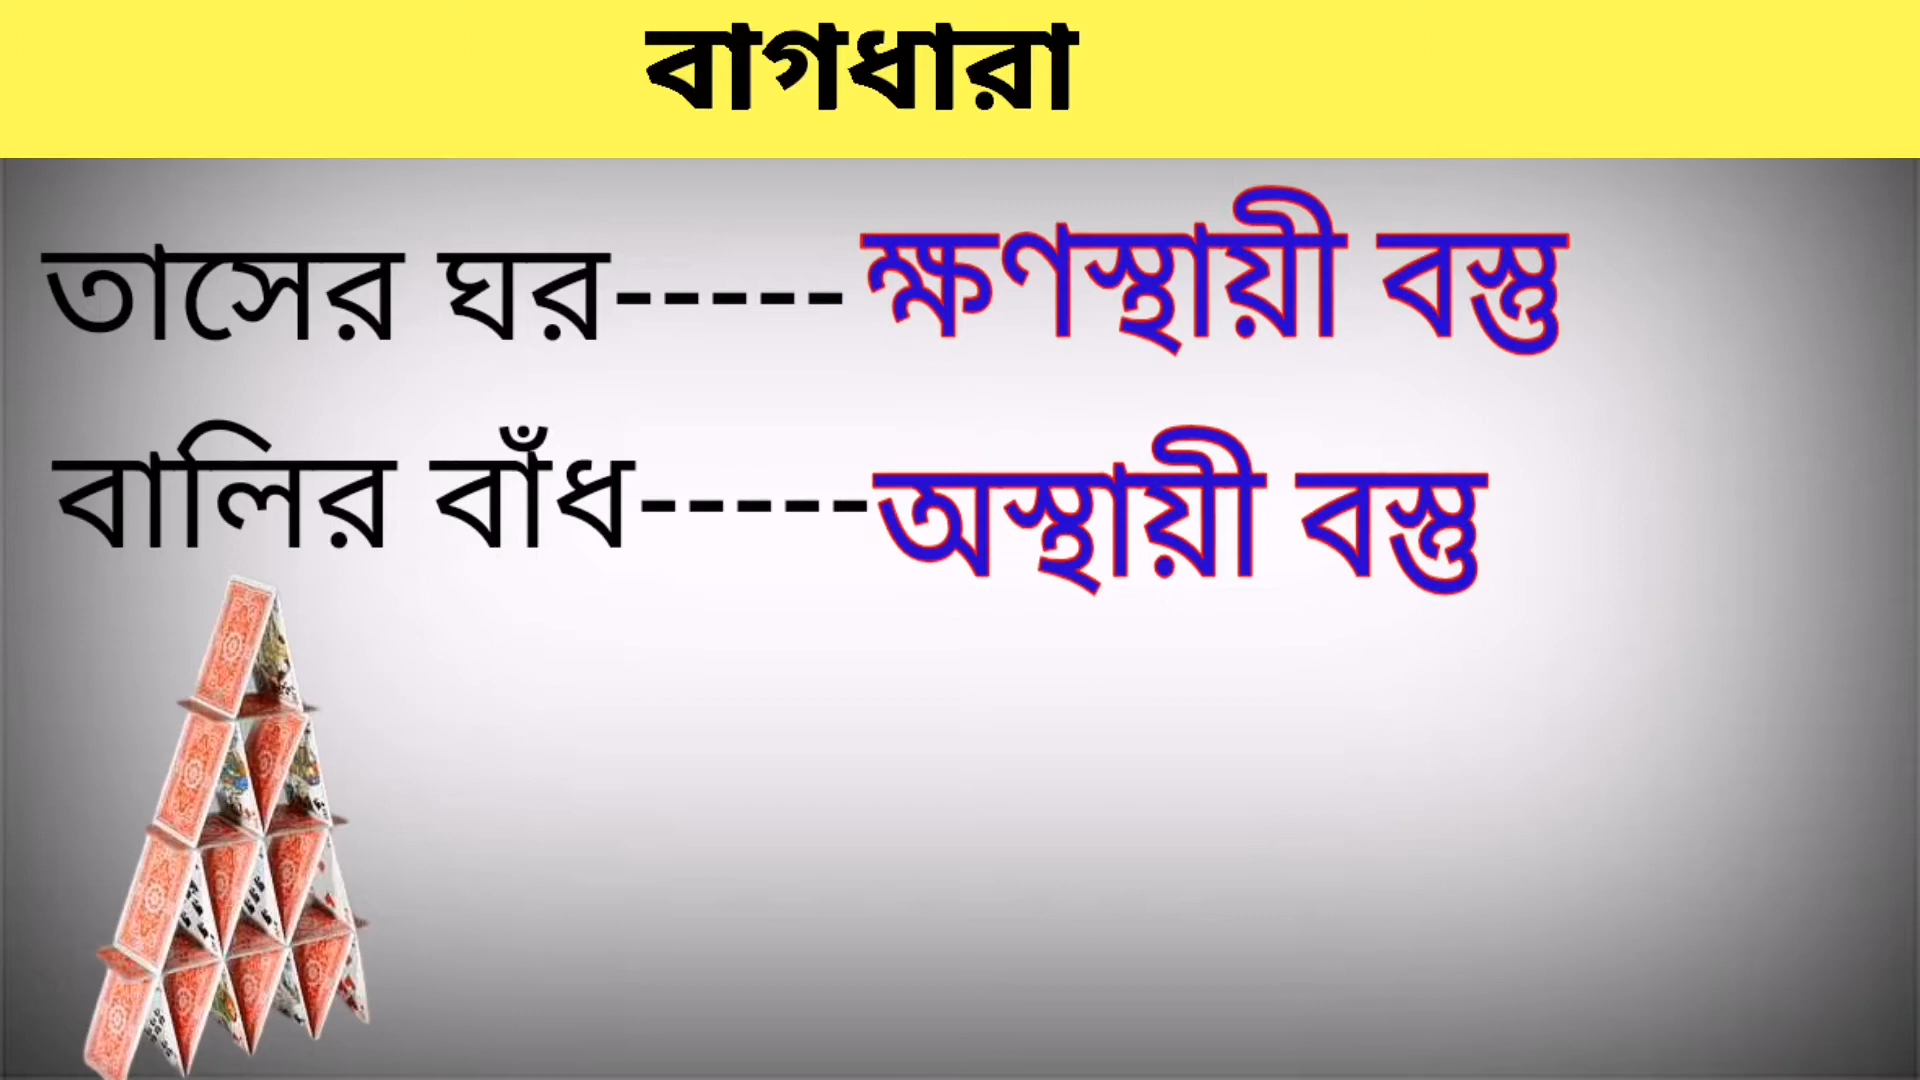 বাগধারা
তাসের ঘর----- ক্ষণস্থায়ী বস্তু
বালির বাঁধ-----অস্থায়ী বস্তু